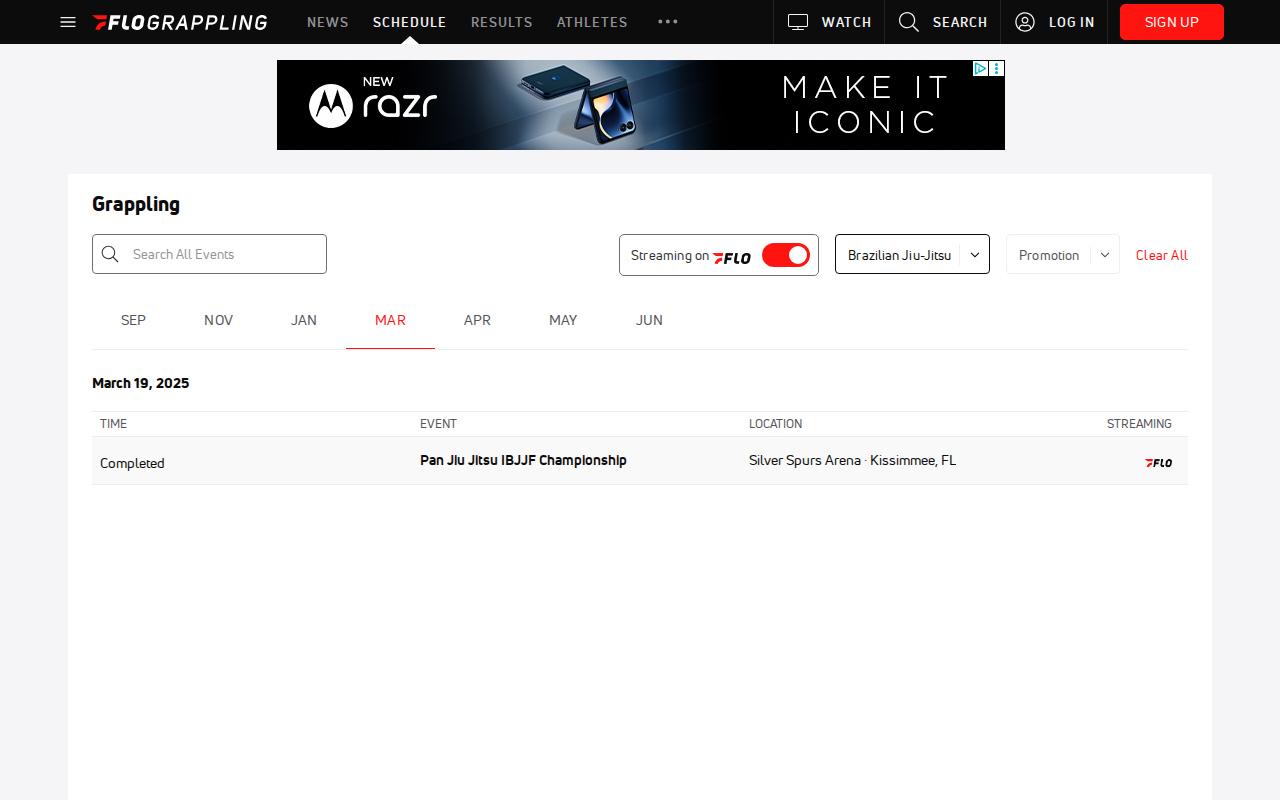 FLOGRAPPLING NEWS SCHEDULE RESULTS ATHLETES WATCH SEARCH LOG IN SIGN UP
NEW
razr
MAKE IT
ICONIC
Grappling
Search All Events Streaming on FLO Brazilian Jiu-Jitsu Promotion Clear All
SEP NOV JAN MAR APR MAY JUN
March 19, 2025
TIME EVENT LOCATION STREAMING
Completed Pan Jiu Jitsu IBJJF Championship Silver Spurs Arena · Kissimmee, FL FLO